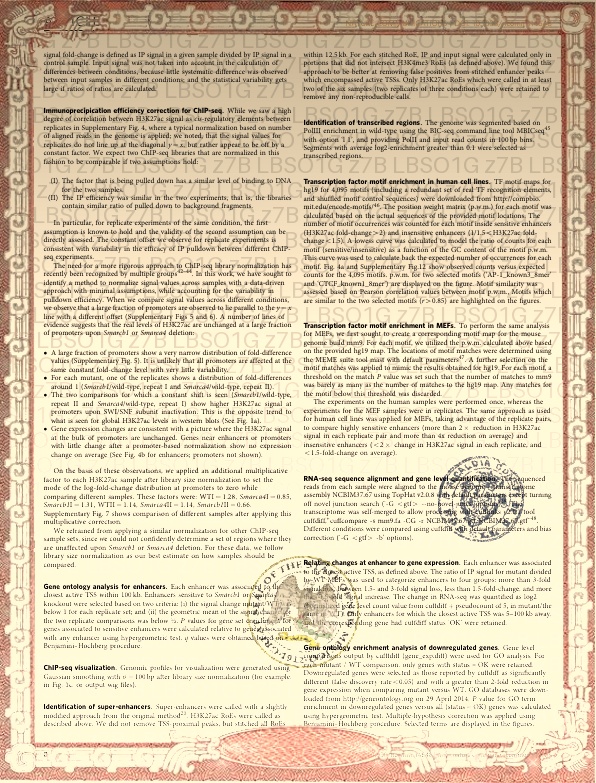 signal fold-change is defined as IP signal in a given sample divided by IP signal in a
control sample. Input signal was not taken into account in the calculation of
differences between conditions, because little systematic difference was observed
between input samples in different conditions; and the statistical variability gets
large if ratios of ratios are calculated.
Immunoprecipitation efficiency correction for ChIP-seq. While we saw a high
degree of correlation between H3K27ac signal as cis-regulatory elements between
replicates in Supplementary Fig. 4, where a typical normalization based on number
of aligned reads in the genome is applied; we noted that the signal values for
replicates do not line up at the diagonal y = x, but rather appear to be off by a
constant factor. We expect two ChIP-seq libraries that are normalized in this
fashion to be comparable if two assumptions hold:
(I) The factor that is being pulled down has a similar level of binding to DNA
for the two samples.
(II) The IP efficiency was similar in the two experiments, that is, the libraries
contain similar ratio of pulled down to background fragments.
In particular, for replicate experiments of the same condition, the first
assumption is known to hold and the validity of the second assumption can be
directly assessed. The constant offset we observe for replicate experiments is
consistent with variability in the efficacy of IP pulldown between different ChIP-
seq experiments.
The need for a more rigorous approach to ChIP-seq library normalization has
recently been recognized by multiple groups. In this work, we have sought to
identify a method to normalize signal values across samples with a data-driven
approach with minimal assumptions, while accounting for the variability in
pulldown efficiency. When we compare signal values across different conditions,
we observe that a large fraction of promoters are observed to lie parallel to the y = x
line with a different offset (Supplementary Figs 5 and 6). A number of lines of
evidence suggest that the real levels of H3K27ac are unchanged at a large fraction
of promoters upon Smarcb1 or Smarca4 deletion:
• A large fraction of promoters show a very narrow distribution of fold-change
values (Supplementary Fig. 5). It is unlikely that all promoters are affected at the
same constant fold-change level with very little variability.
• For each mutant, one of the replicates shows a distribution of fold-changes
around 1 (Smarcb1/wild-type, repeat I and Smarca4/wild-type, repeat II).
• The two comparisons for which a constant shift is seen (Smarcb1/wild-type,
repeat I, Smarca4/wild-type, repeat II) show higher H3K27ac signal at
promoters upon SWI/SNF subunit inactivation. This is the opposite trend to
what is seen for global H3K27ac levels in western blots (See Fig. 1a).
• Gene expression changes are consistent with a picture where the H3K27ac signal
at the bulk of promoters are unchanged. Genes near enhancers or promoters
with little change after a promoter-based normalization show no expression
change on average (See Fig. 4b for enhancers; promoters not shown).
On the basis of these observations, we applied an additional multiplicative
factor to each H3K27ac sample after library size normalization to set the
mode of the log-fold-change distribution at promoters to zero while
comparing different samples. These factors were: WTI = 1.28, Smarca4I = 0.85,
Smarcb1I = 1.31, WTII = 1.14, Smarca4II = 1.14, Smarcb1II = 0.66.
Supplementary Fig. 7 shows comparison of different samples after applying this
multiplicative correction.
We refrained from applying a similar normalization for other ChIP-seq
sample sets, since we could not confidently determine a set of regions where they
are unaffected upon Smarcb1 or Smarca4 deletion. For these data, we follow
library size normalization as our best estimate on how samples should be
compared.
Gene ontology analysis for enhancers. Each enhancer was associated to the
closest active TSS within 100 kb. Enhancers sensitive to Smarcb1 or
knockout were selected based on two criteria: (i) the signal change
below 1 for each replicate set; and (ii) the geometric mean of the signal
the two replicate comparisons was below ½. P values for gene set
genes associated to sensitive enhancers were calculated relative to genes associated
with any enhancer using hypergeometric test. q values were obtained based on
Benjamin-Hochberg procedure.
ChIP-seq visualization. Genomic profiles for visualization were generated using
Gaussian smoothing with σ = 100 bp after library size normalization (for example
in Fig. 1c, or output wig files).
Identification of super-enhancers. Super-enhancers were called with a slightly
modified approach from the original method. H3K27ac RoEs were called as
described above. We did not remove TSS proximal peaks, but stitched all RoEs
within 12.5 kb. For each stitched RoE, IP and input signal were calculated only in
portions that did not intersect H3K4me3 RoEs (as defined above). We found this
approach to be better at removing false positives from stitched enhancer peaks
which encompassed active TSSs. Only H3K27ac RoEs which were called in at least
two of the six samples (two replicates of three conditions each) were retained to
remove any non-reproducible calls.
Identification of transcribed regions. The genome was segmented based on
PolII enrichment in wild-type using the BIC-seq command line tool MBICseq
with option T 1, and providing PolII and input read counts in 100 bp bins.
Segments with average log2-enrichment greater than 0.1 were selected as
transcribed regions.
Transcription factor motif enrichment in human cell lines. TF motif maps for
hg19 for 4,095 motifs (including a redundant set of real TF recognition elements,
and shuffled motif control sequences) were downloaded from http://compbio.
mit.edu/encode-motifs/. The position weight matrix (p.w.m.) for each motif was
calculated based on the actual sequences of the provided motif locations. The
number of motif occurrences was counted for each motif inside sensitive enhancers
(H3K27ac fold-change > 2) and insensitive enhancers (1/1.5 < H3K27ac fold-
change < 1.5). A lowess curve was calculated to model the ratio of counts for each
motif (sensitive/insensitive) as a function of the GC content of the motif p.w.m.
This curve was used to calculate back the expected number of occurrences for each
motif. Fig. 4a and Supplementary Fig. 12 show observed counts versus expected
counts for the 4,095 motifs. p.w.m. for two selected motifs ('AP-1_known3_8mer'
and 'CTCF_known1_8mer') are displayed on the figure. Motif similarity was
assessed based on Pearson correlation values between motif p.w.m., Motifs which
are similar to the two selected motifs (r > 0.85) are highlighted on the figures.
Transcription factor motif enrichment in MEFs. To perform the same analysis
for MEFs, we first sought to create a corresponding motif map for the mouse
genome build mm9. For each motif, we utilized the p.w.m. calculated above based
on the provided hg19 map. The locations of motif matches were determined using
the MEME suite tool mast with default parameters. A further selection on the
motif matches was applied to mimic the results obtained for hg19. For each motif, a
threshold on the match P value was set such that the number of matches to mm9
was barely as many as the number of matches to the hg19 map. Any matches for
the motif below this threshold was discarded.
The experiments on the human samples were performed once, whereas the
experiments for the MEF samples were in replicates. The same approach as used
for human cell lines was applied for MEFs, taking advantage of the replicate pairs,
to compare highly sensitive enhancers (more than 2 × reduction in H3K27ac
signal in each replicate pair and more than 4x reduction on average) and
insensitive enhancers (<2 × change in H3K27ac signal in each replicate, and
<1.5-fold-change on average).
RNA-seq sequence alignment and gene level quantification. sequenced
reads from each sample were aligned to the
assembly NCBIM37.67 using TopHat v2.0.8 turning
off novel junction search
transcriptome was self-merged to allow
Different conditions were compared using cuffdiff with default parameters and bias
correction (-G <gtf> -b options).
Relating changes at enhancer to gene expression. Each enhancer was associated
to the active TSS, as defined above. The ratio of IP signal for mutant divided
by WT used to categorize enhancers to four groups: more than 3-fold
1.5- and 2-fold signal loss, less than 1.5-fold change, and more
increase. The change in RNA-seq was quantified as log2
level count value from cuffdiff + pseudocount of 5, in mutant/the
enhancers for which the closest active TSS was 5–100 kb away.
gene had cuffdiff status 'OK' were retained.
Gene ontology enrichment analysis of downregulated genes. Gene level
outputs by cuffdiff (gene_exp.diff) were used for GO analysis. For
mutant / WT comparison, only genes with status = OK were retained.
Downregulated genes were selected as those reported by cuffdiff as significantly
different (false discovery rate < 0.05) and with a greater than 2-fold reduction in
gene expression when comparing mutant versus WT. GO databases were down-
loaded from http://geneontology.org on 29 April 2014. P value for GO term
enrichment in downregulated genes versus all (status = OK) genes was calculated
using hypergeometric test. Multiple-hypothesis correction was applied using
Benjamin–Hochberg procedure. Selected terms are displayed in the figures.